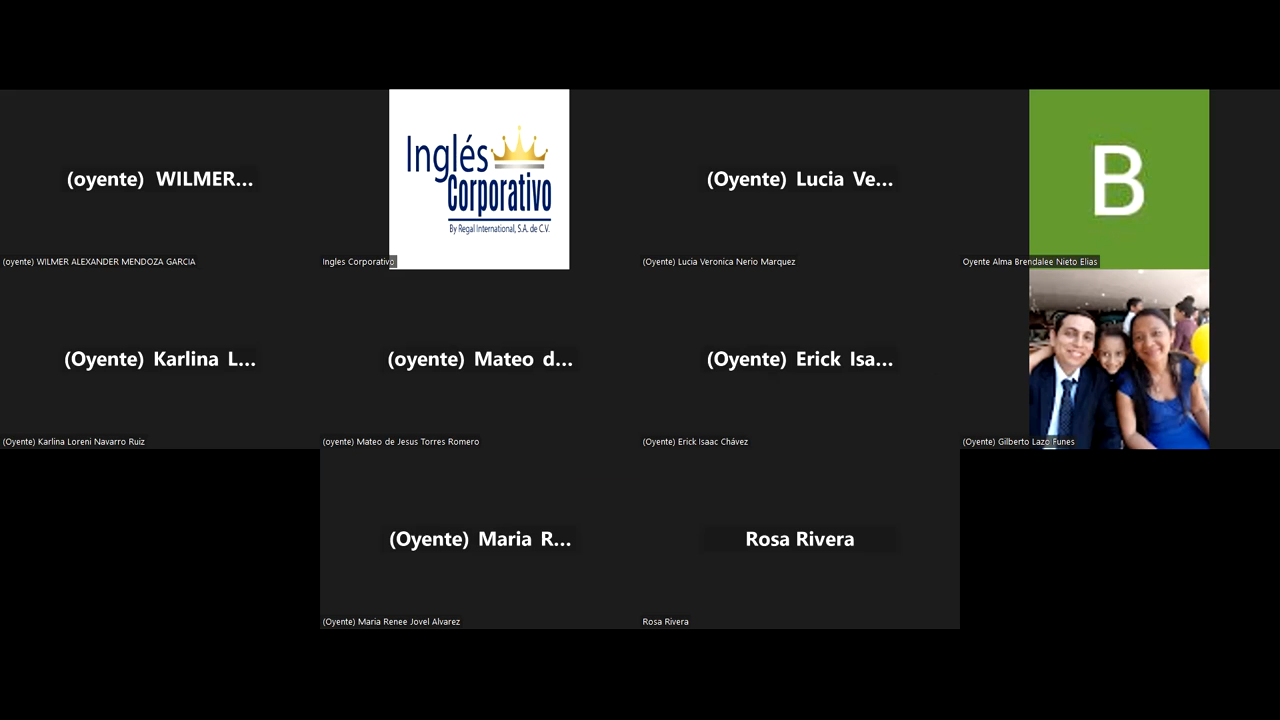 (oyente) WILMER...
Inglés
Corporativo
By Regal International, S.A. de C.V.
(Oyente) Lucia Ve...
B
(oyente) WILMER ALEXANDER MENDOZA GARCIA
Ingles Corporativo
(Oyente) Lucia Veronica Nerio Marquez
Oyente Alma Brendalee Nieto Elias
(Oyente) Karlina L...
(oyente) Mateo d...
(Oyente) Erick Isa...
(Oyente) Karlina Loreni Navarro Ruiz
(oyente) Mateo de Jesus Torres Romero
(Oyente) Erick Isaac Chávez
(Oyente) Gilberto Lazo Funes
(Oyente) Maria R...
Rosa Rivera
(Oyente) Maria Renee Jovel Alvarez
Rosa Rivera